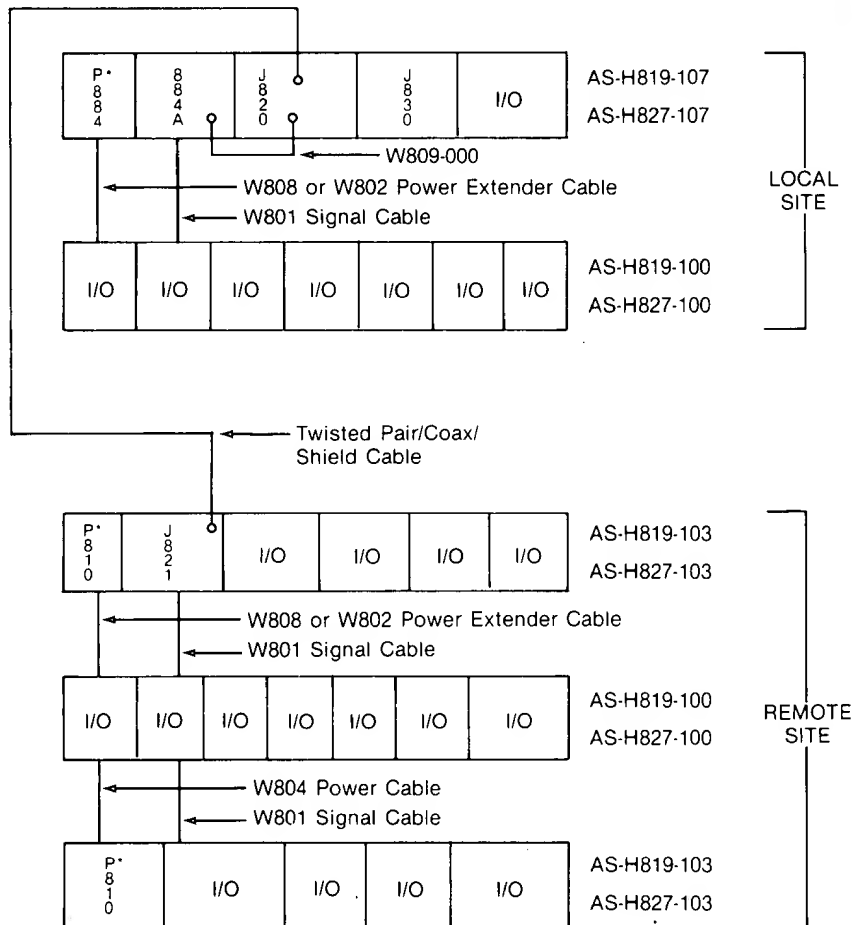 P* 884 884A J820 J830 I/O AS-H819-107
AS-H827-107
W809-000
W808 or W802 Power Extender Cable
W801 Signal Cable
LOCAL
SITE
I/O I/O I/O I/O I/O I/O I/O AS-H819-100
AS-H827-100
Twisted Pair/Coax/
Shield Cable
P* 810 J821 I/O I/O I/O I/O AS-H819-103
AS-H827-103
W808 or W802 Power Extender Cable
W801 Signal Cable
I/O I/O I/O I/O I/O I/O I/O AS-H819-100
AS-H827-100
REMOTE
SITE
W804 Power Cable
W801 Signal Cable
P* 810 I/O I/O I/O I/O AS-H819-103
AS-H827-103